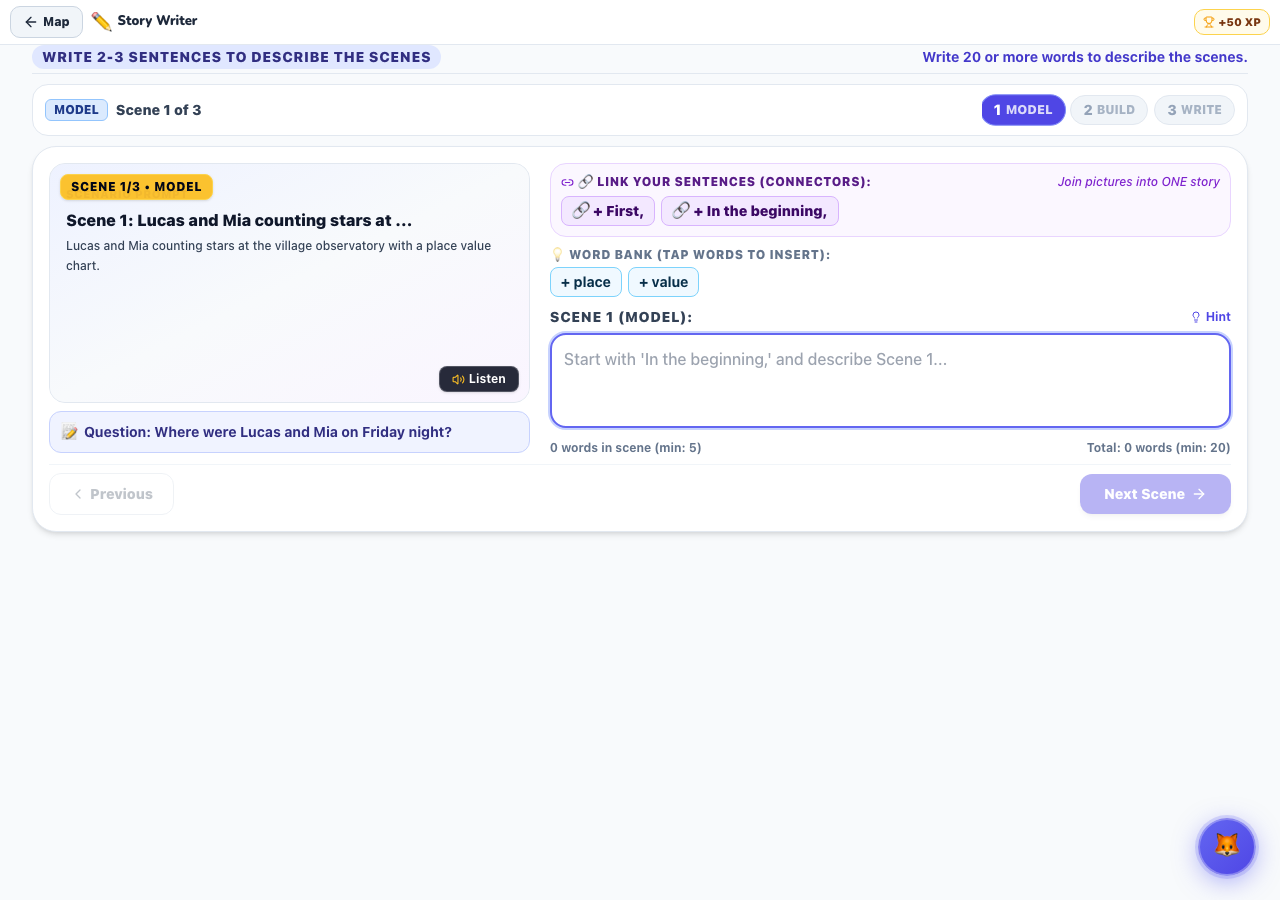 Map
Story Writer
+50 XP
WRITE 2-3 SENTENCES TO DESCRIBE THE SCENES
Write 20 or more words to describe the scenes.
MODEL
Scene 1 of 3
1 MODEL
2 BUILD
3 WRITE
SCENE 1/3 • MODEL
Scene 1: Lucas and Mia counting stars at ...
Lucas and Mia counting stars at the village observatory with a place value
chart.
Listen
Question: Where were Lucas and Mia on Friday night?
LINK YOUR SENTENCES (CONNECTORS):
Join pictures into ONE story
+ First,
+ In the beginning,
WORD BANK (TAP WORDS TO INSERT):
+ place
+ value
SCENE 1 (MODEL):
Hint
Start with 'In the beginning,' and describe Scene 1...
0 words in scene (min: 5)
Total: 0 words (min: 20)
Previous
Next Scene